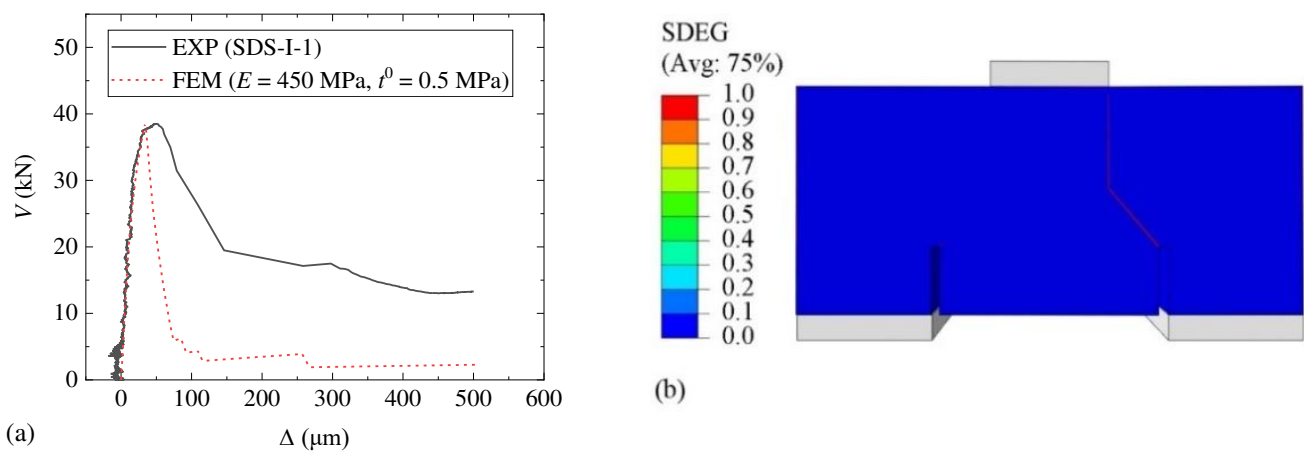 EXP (SDS-I-1)
FEM (E = 450 MPa, t⁰ = 0.5 MPa)
V (kN)
50
40
30
20
10
0
0 100 200 300 400 500 600
Δ (μm)
(a)
SDEG
(Avg: 75%)
1.0
0.9
0.8
0.7
0.6
0.5
0.4
0.3
0.2
0.1
0.0
(b)